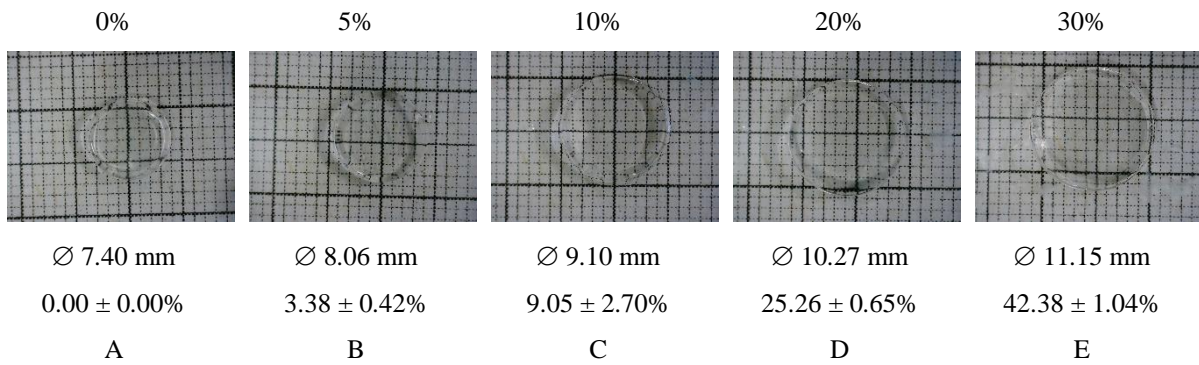 0% 5% 10% 20% 30%
∅ 7.40 mm ∅ 8.06 mm ∅ 9.10 mm ∅ 10.27 mm ∅ 11.15 mm
0.00 ± 0.00% 3.38 ± 0.42% 9.05 ± 2.70% 25.26 ± 0.65% 42.38 ± 1.04%
A B C D E